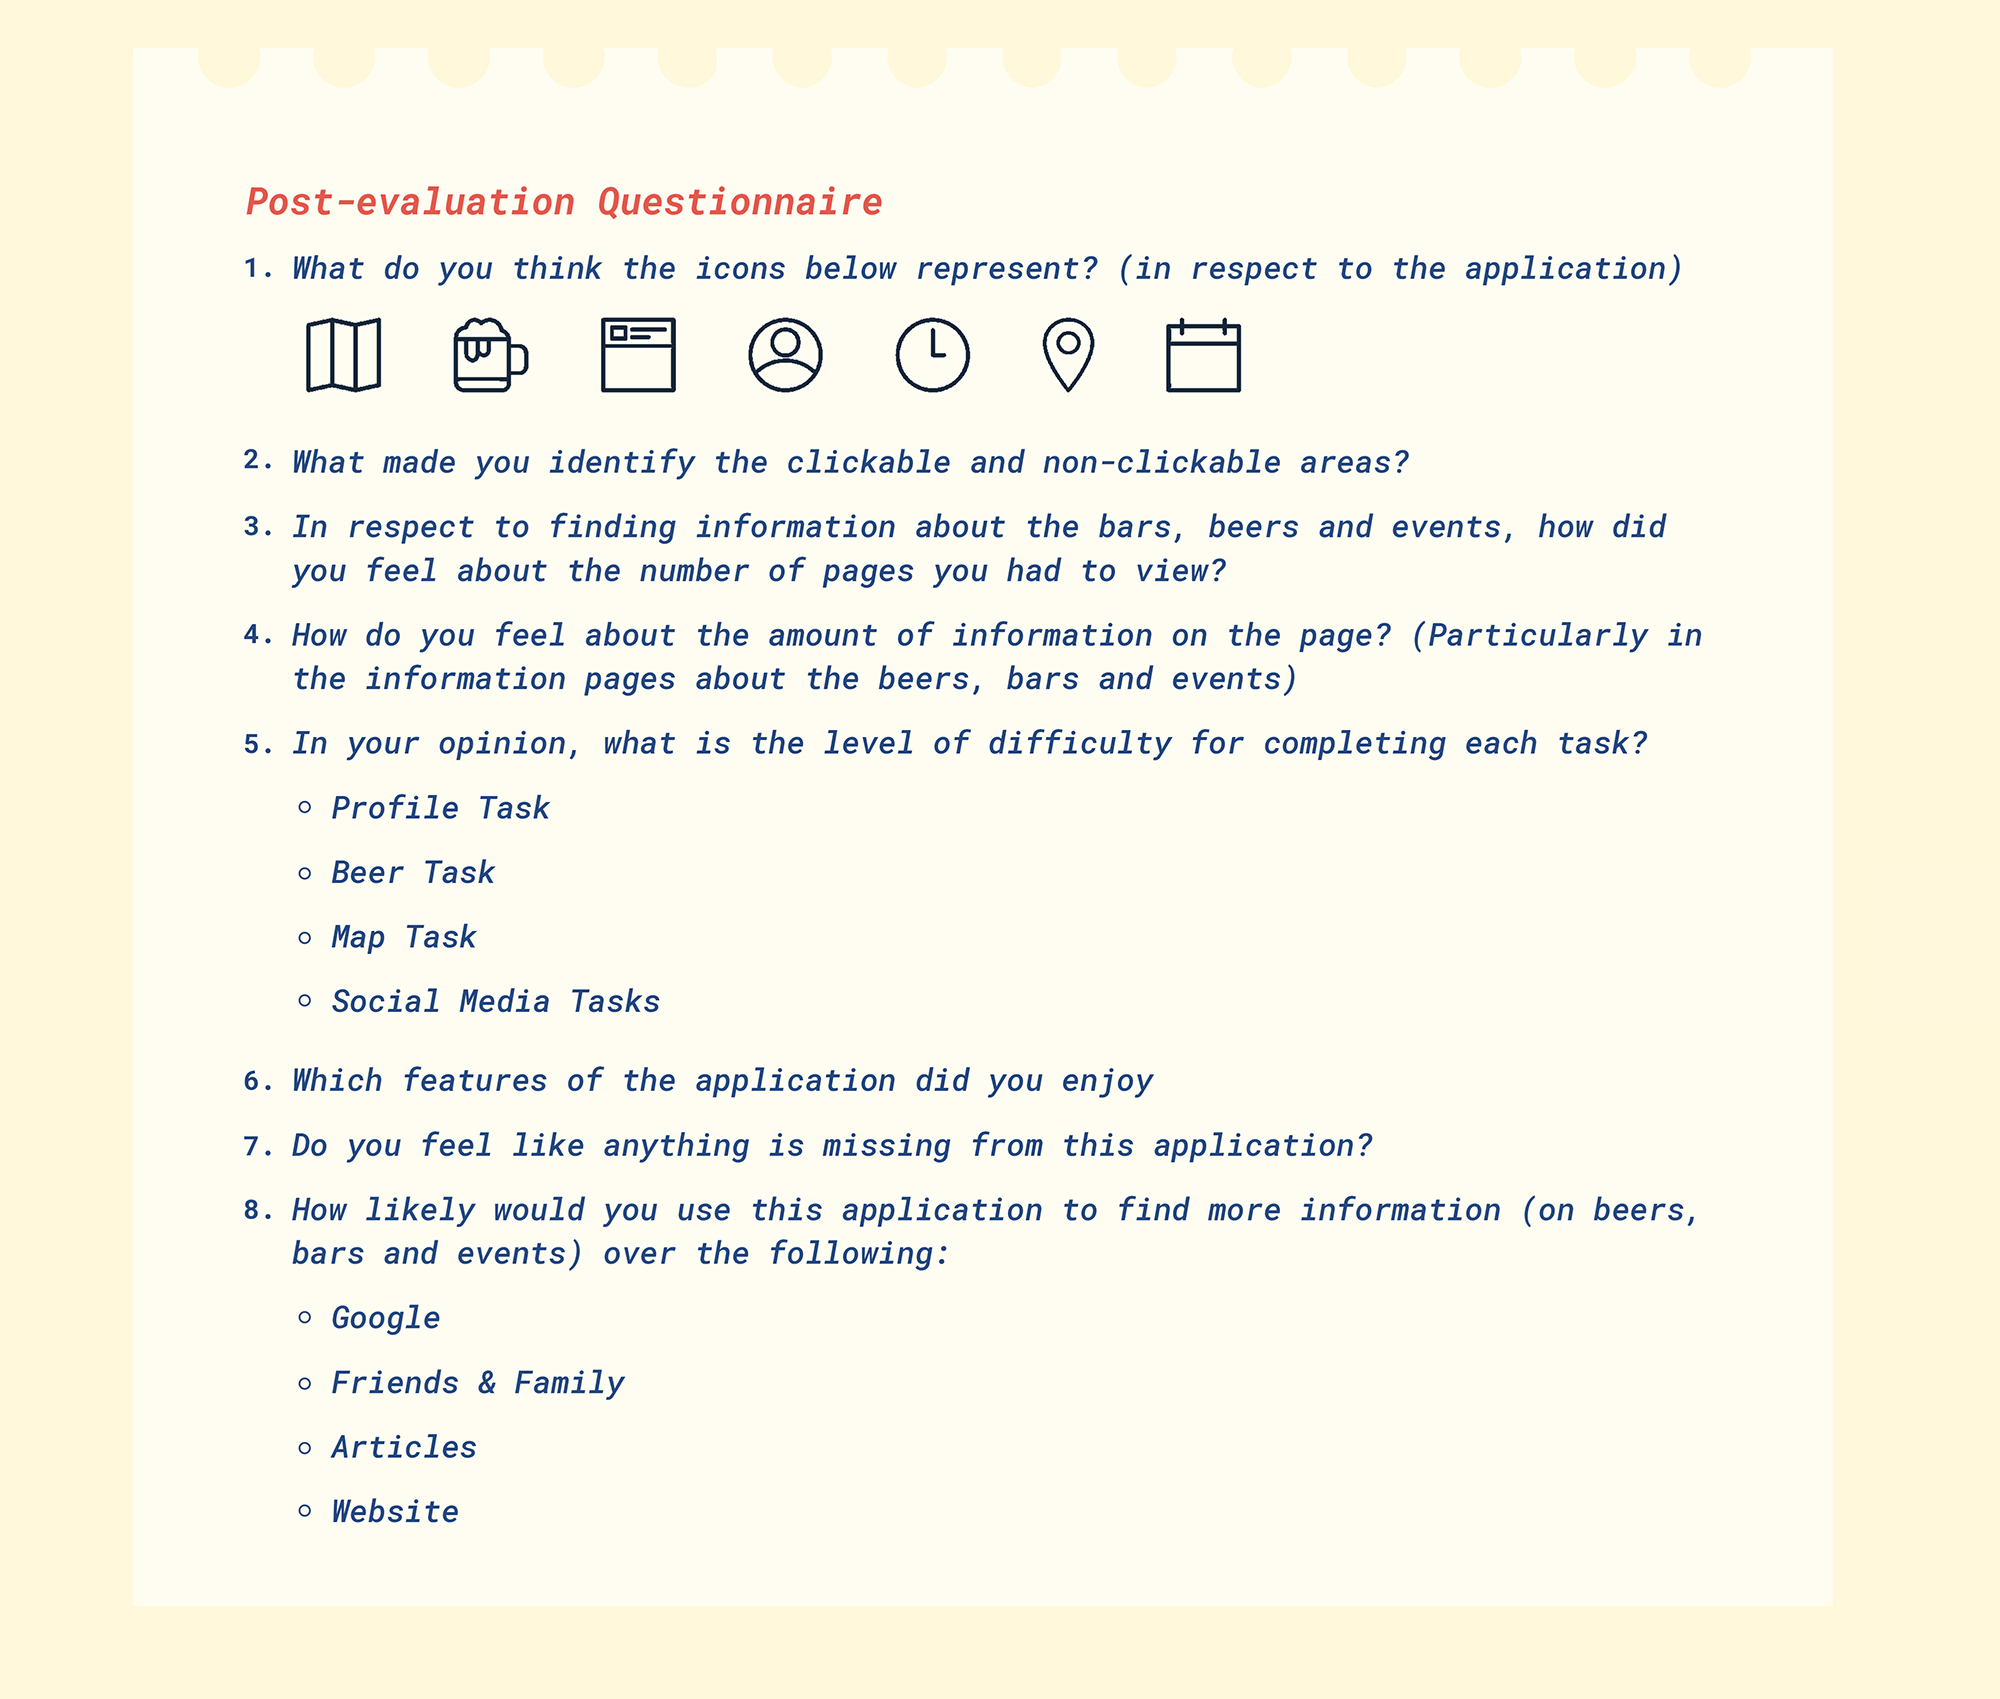 Post-evaluation Questionnaire
1. What do you think the icons below represent? (in respect to the application)
2. What made you identify the clickable and non-clickable areas?
3. In respect to finding information about the bars, beers and events, how did
you feel about the number of pages you had to view?
4. How do you feel about the amount of information on the page? (Particularly in
the information pages about the beers, bars and events)
5. In your opinion, what is the level of difficulty for completing each task?
Profile Task
Beer Task
Map Task
Social Media Tasks
6. Which features of the application did you enjoy
7. Do you feel like anything is missing from this application?
8. How likely would you use this application to find more information (on beers,
bars and events) over the following:
Google
Friends & Family
Articles
Website